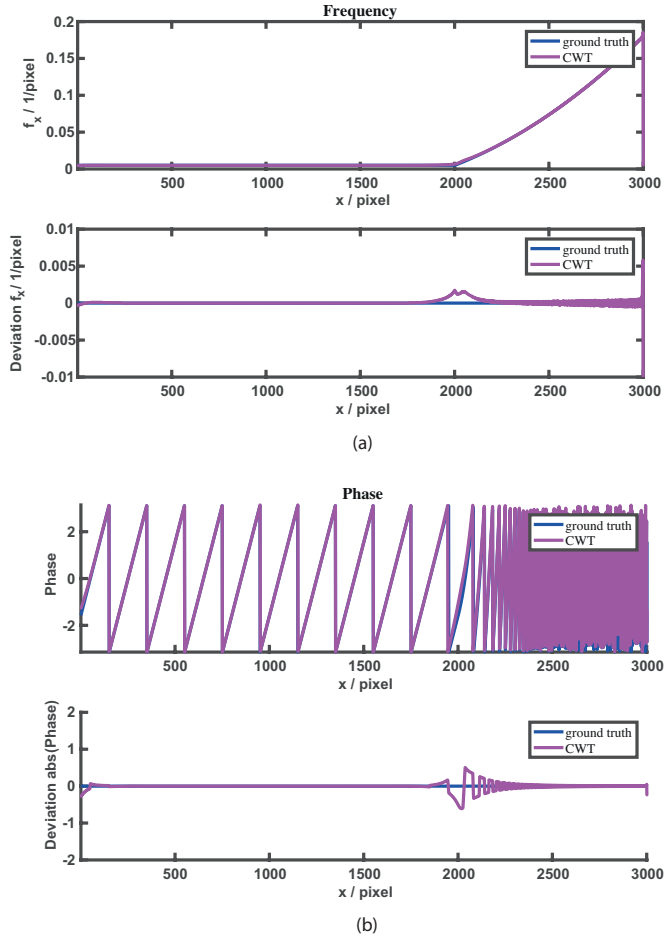 Frequency
0.2
0.15
0.1
0.05
0
f_x / 1/pixel
ground truth
CWT
500 1000 1500 2000 2500 3000
x / pixel
0.01
0.005
0
-0.005
-0.01
Deviation f_x/ 1/pixel
ground truth
CWT
500 1000 1500 2000 2500 3000
x / pixel
(a)
Phase
2
0
-2
Phase
ground truth
CWT
500 1000 1500 2000 2500 3000
x / pixel
2
1
0
-1
-2
Deviation abs(Phase)
ground truth
CWT
500 1000 1500 2000 2500 3000
x / pixel
(b)